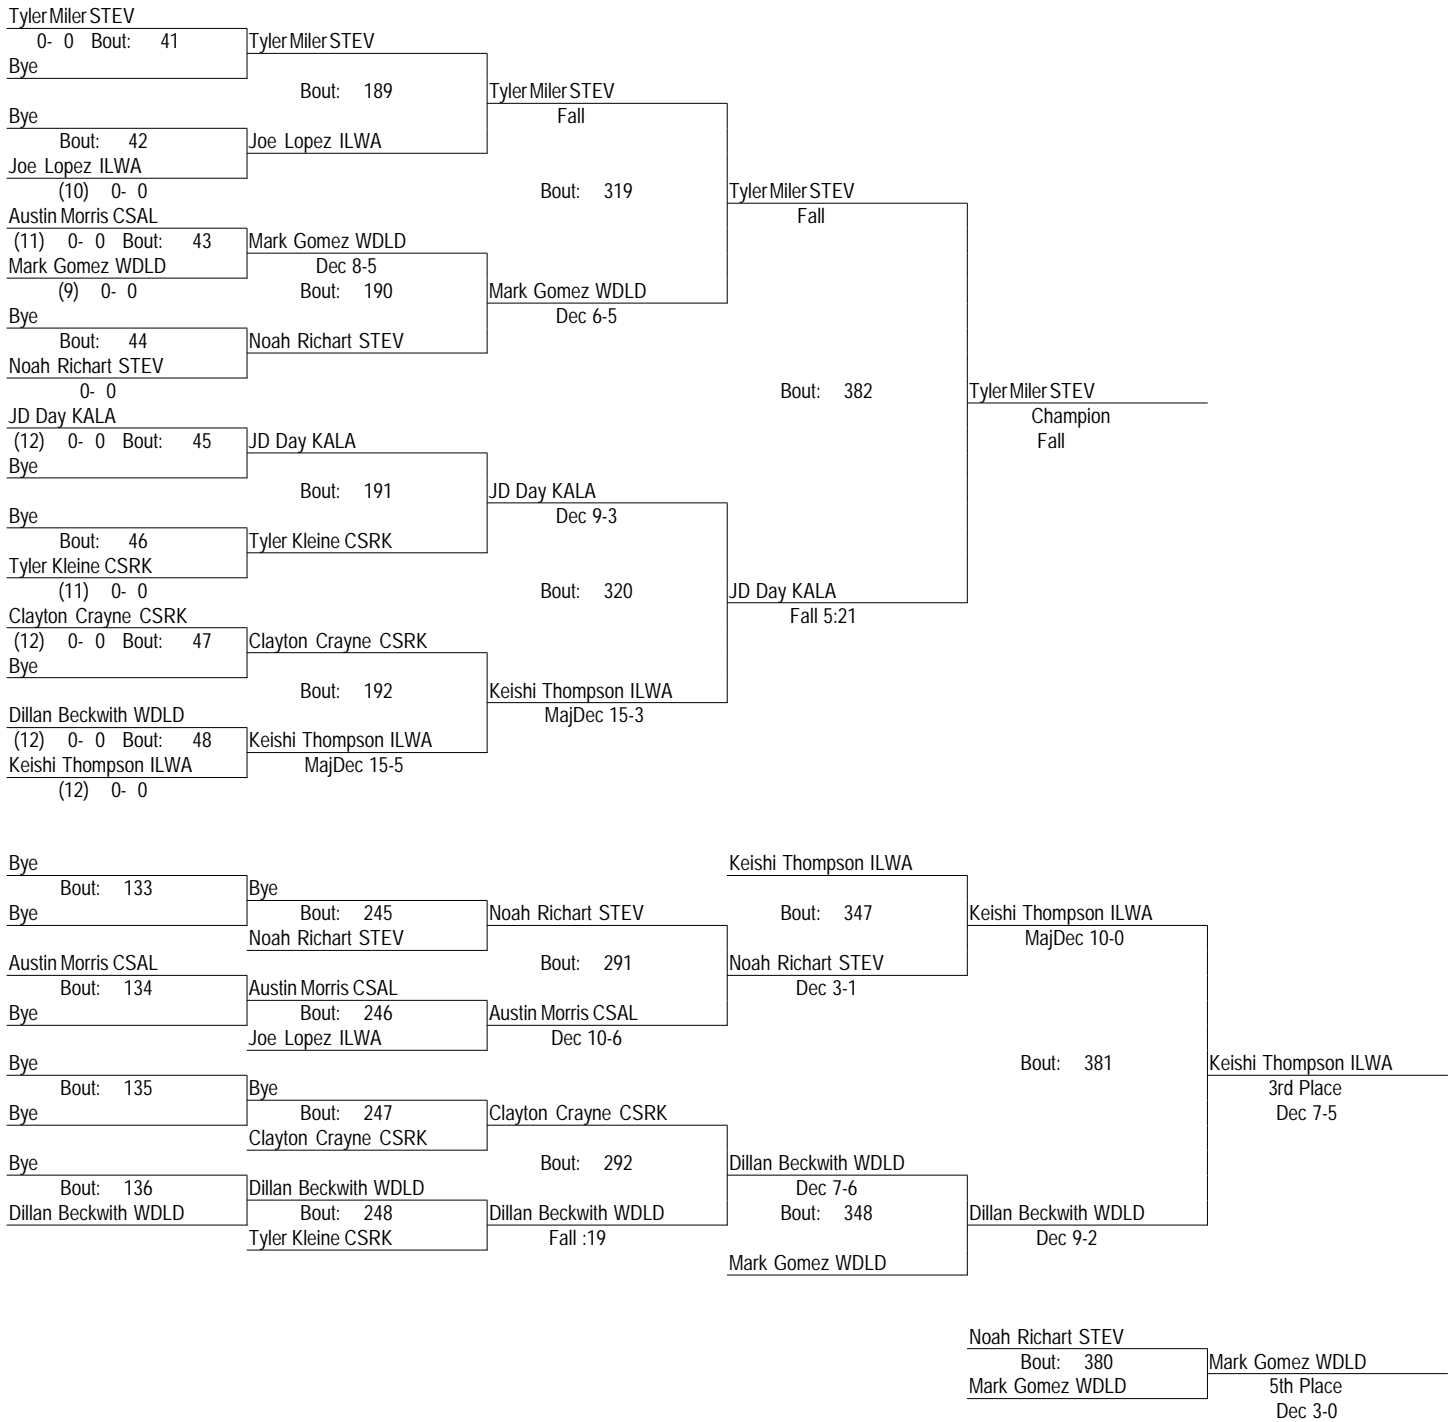 Tyler Miler STEV
0- 0 Bout: 41 Tyler Miler STEV
Bye
Bout: 189 Tyler Miler STEV
Bye Fall
Bout: 42 Joe Lopez ILWA
Joe Lopez ILWA
(10) 0- 0 Bout: 319 Tyler Miler STEV
Austin Morris CSAL Fall
(11) 0- 0 Bout: 43 Mark Gomez WDLD
Mark Gomez WDLD Dec 8-5
(9) 0- 0 Bout: 190 Mark Gomez WDLD
Bye Dec 6-5
Bout: 44 Noah Richart STEV
Noah Richart STEV
0- 0 Bout: 382 Tyler Miler STEV
JD Day KALA Champion
(12) 0- 0 Bout: 45 JD Day KALA Fall
Bye
Bout: 191 JD Day KALA
Bye Dec 9-3
Bout: 46 Tyler Kleine CSRK
Tyler Kleine CSRK
(11) 0- 0 Bout: 320 JD Day KALA
Clayton Crayne CSRK Fall 5:21
(12) 0- 0 Bout: 47 Clayton Crayne CSRK
Bye
Bout: 192 Keishi Thompson ILWA
Dillan Beckwith WDLD MajDec 15-3
(12) 0- 0 Bout: 48 Keishi Thompson ILWA
Keishi Thompson ILWA MajDec 15-5
(12) 0- 0
Bye Keishi Thompson ILWA
Bout: 133 Bye
Bye Bout: 245 Noah Richart STEV Bout: 347 Keishi Thompson ILWA
Noah Richart STEV MajDec 10-0
Austin Morris CSAL Bout: 291 Noah Richart STEV
Bout: 134 Austin Morris CSAL Dec 3-1
Bye Bout: 246 Austin Morris CSAL
Joe Lopez ILWA Dec 10-6
Bye Bout: 381 Keishi Thompson ILWA
Bout: 135 Bye 3rd Place
Bye Bout: 247 Clayton Crayne CSRK Dec 7-5
Clayton Crayne CSRK
Bye Bout: 292 Dillan Beckwith WDLD
Bout: 136 Dillan Beckwith WDLD Dec 7-6
Dillan Beckwith WDLD Bout: 248 Dillan Beckwith WDLD Bout: 348 Dillan Beckwith WDLD
Tyler Kleine CSRK Fall :19 Dec 9-2
Mark Gomez WDLD
Noah Richart STEV
Bout: 380 Mark Gomez WDLD
Mark Gomez WDLD 5th Place
Dec 3-0